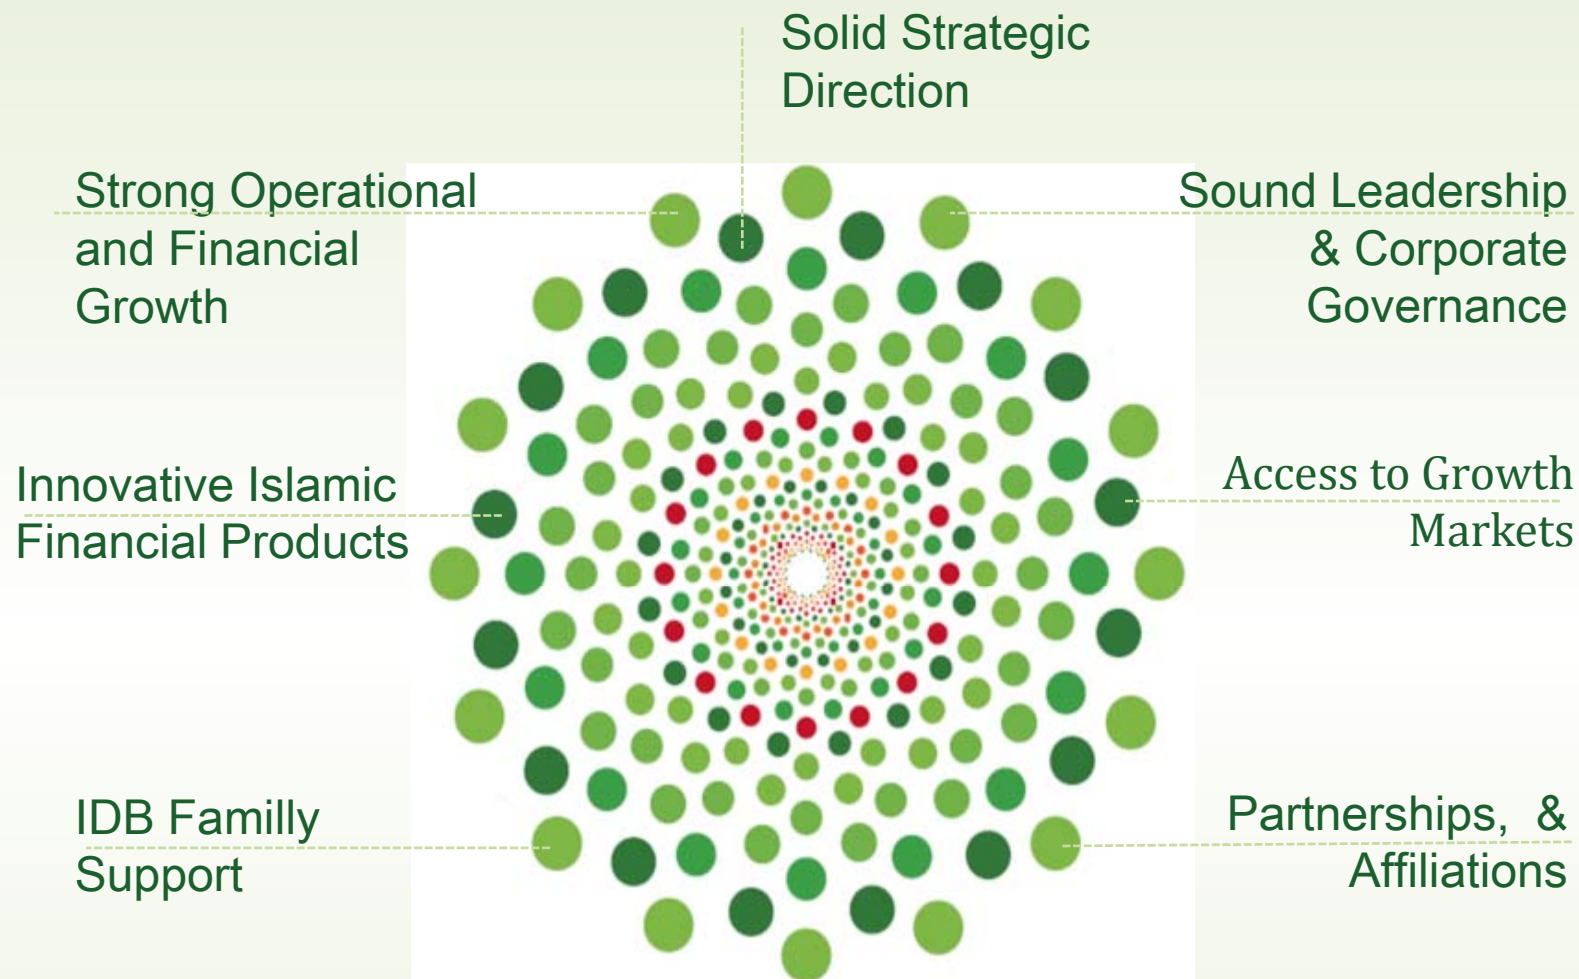 Solid Strategic
Direction
Strong Operational
and Financial
Growth
Sound Leadership
& Corporate
Governance
Innovative Islamic
Financial Products
Access to Growth
Markets
IDB Familly
Support
Partnerships, &
Affiliations